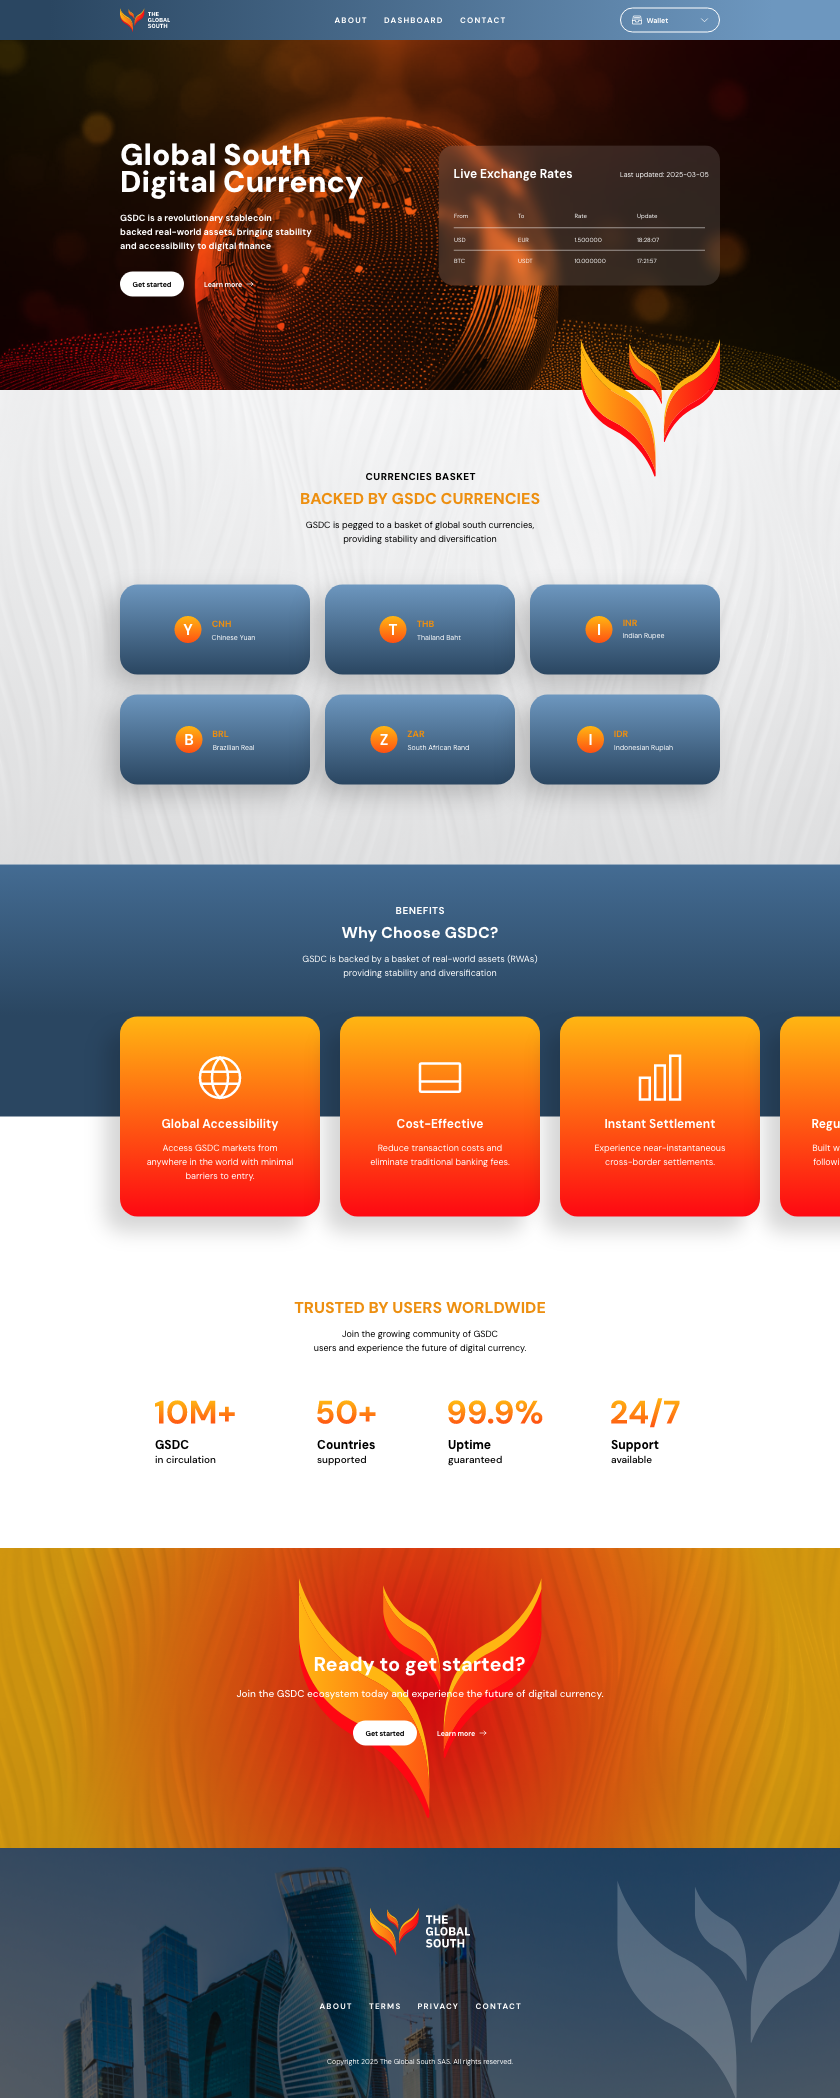 THE
GLOBAL
SOUTH
ABOUT DASHBOARD CONTACT
Wallet
Global South
Digital Currency
GSDC is a revolutionary stablecoin
backed real-world assets, bringing stability
and accessibility to digital finance
Get started Learn more →
Live Exchange Rates Last updated: 2025-03-05
From To Rate Update
USD EUR 1.500000 18:28:07
BTC USDT 10.000000 17:21:57
CURRENCIES BASKET
BACKED BY GSDC CURRENCIES
GSDC is pegged to a basket of global south currencies,
providing stability and diversification
Y
CNH
Chinese Yuan
T
THB
Thailand Baht
I
INR
Indian Rupee
B
BRL
Brazilian Real
Z
ZAR
South African Rand
I
IDR
Indonesian Rupiah
BENEFITS
Why Choose GSDC?
GSDC is backed by a basket of real-world assets (RWAs)
providing stability and diversification
Global Accessibility
Access GSDC markets from
anywhere in the world with minimal
barriers to entry.
Cost-Effective
Reduce transaction costs and
eliminate traditional banking fees.
Instant Settlement
Experience near-instantaneous
cross-border settlements.
Regu
Built w
followi
TRUSTED BY USERS WORLDWIDE
Join the growing community of GSDC
users and experience the future of digital currency.
10M+
GSDC
in circulation
50+
Countries
supported
99.9%
Uptime
guaranteed
24/7
Support
available
Ready to get started?
Join the GSDC ecosystem today and experience the future of digital currency.
Get started Learn more →
THE
GLOBAL
SOUTH
ABOUT TERMS PRIVACY CONTACT
Copyright 2025 The Global South SAS. All rights reserved.